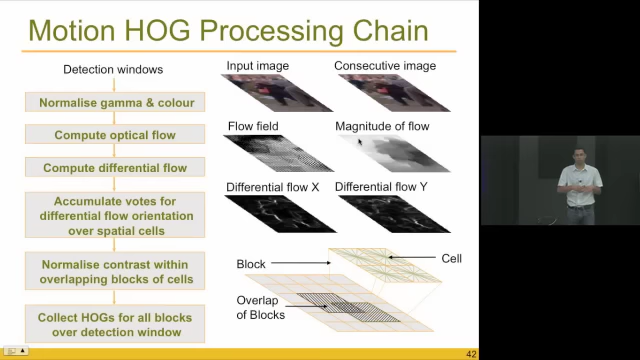 Motion HOG Processing Chain
Detection windows
Normalise gamma & colour
Compute optical flow
Compute differential flow
Accumulate votes for
differential flow orientation
over spatial cells
Normalise contrast within
overlapping blocks of cells
Collect HOGs for all blocks
over detection window
Input image
Consecutive image
Flow field
Magnitude of flow
Differential flow X
Differential flow Y
Block
Cell
Overlap
of Blocks
42